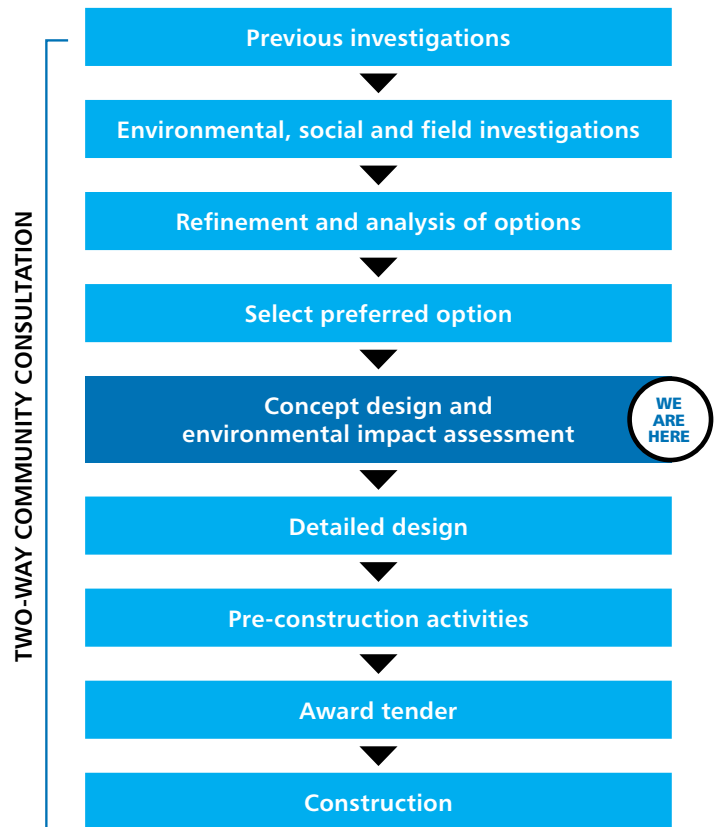 TWO-WAY COMMUNITY CONSULTATION
Previous investigations
Environmental, social and field investigations
Refinement and analysis of options
Select preferred option
Concept design and
environmental impact assessment
WE
ARE
HERE
Detailed design
Pre-construction activities
Award tender
Construction